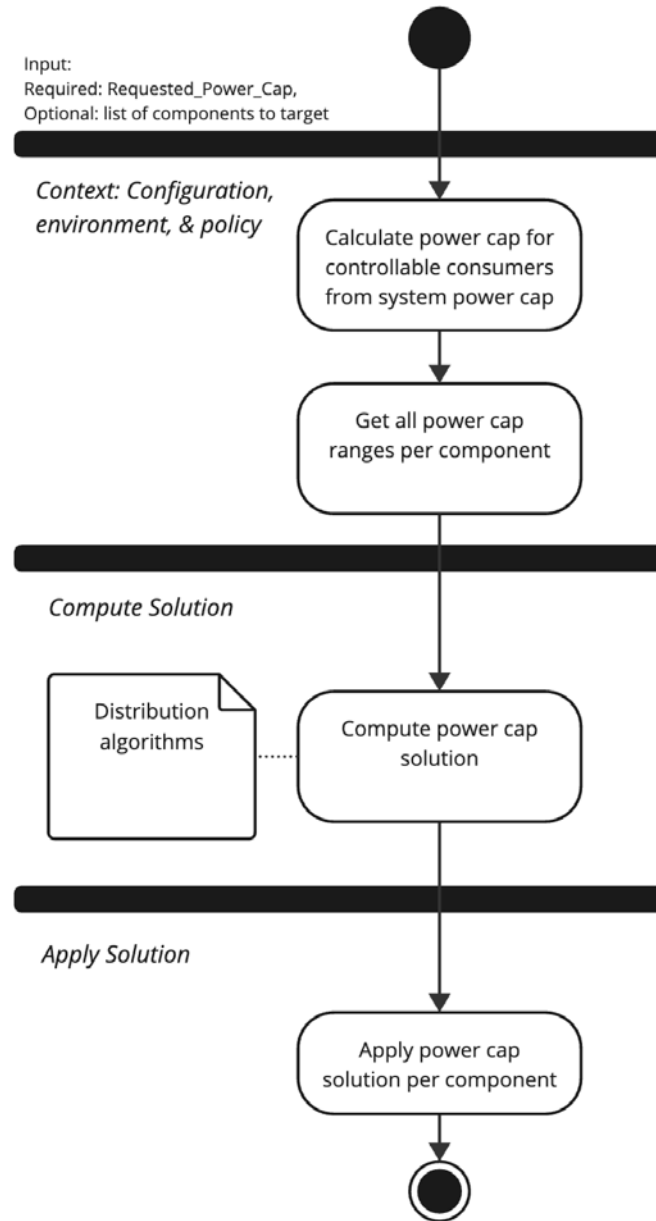 Input:
Required: Requested_Power_Cap,
Optional: list of components to target
Context: Configuration,
environment, & policy
Calculate power cap for
controllable consumers
from system power cap
Get all power cap
ranges per component
Compute Solution
Distribution
algorithms
Compute power cap
solution
Apply Solution
Apply power cap
solution per component